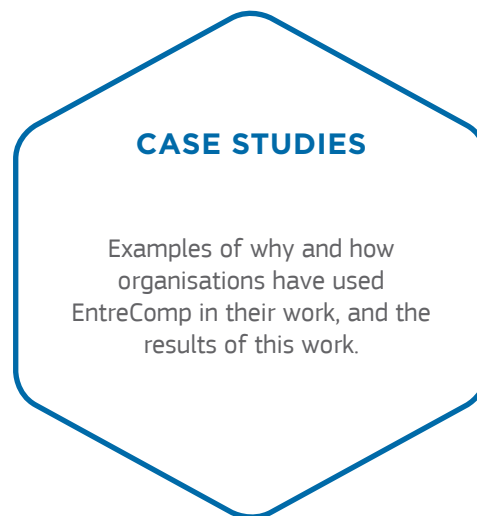 CASE STUDIES
Examples of why and how
organisations have used
EntreComp in their work, and the
results of this work.